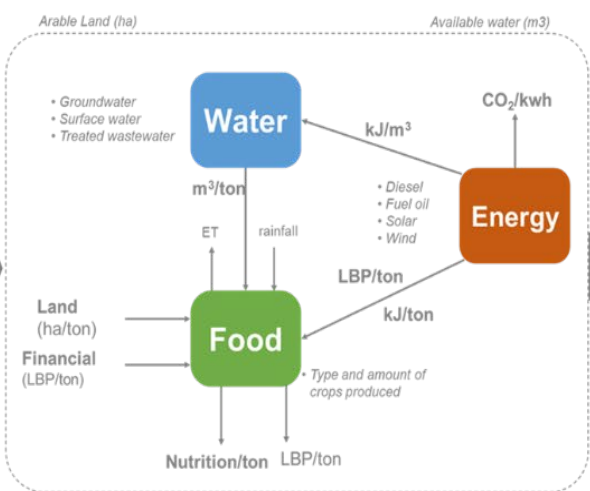 Arable Land (ha)
Available water (m3)
• Groundwater
• Surface water
• Treated wastewater
Water
kJ/m³
CO₂/kwh
m³/ton
• Diesel
• Fuel oil
• Solar
• Wind
Energy
ET
rainfall
LBP/ton
kJ/ton
Land
(ha/ton)
Financial
(LBP/ton)
Food
• Type and amount of
crops produced
Nutrition/ton
LBP/ton